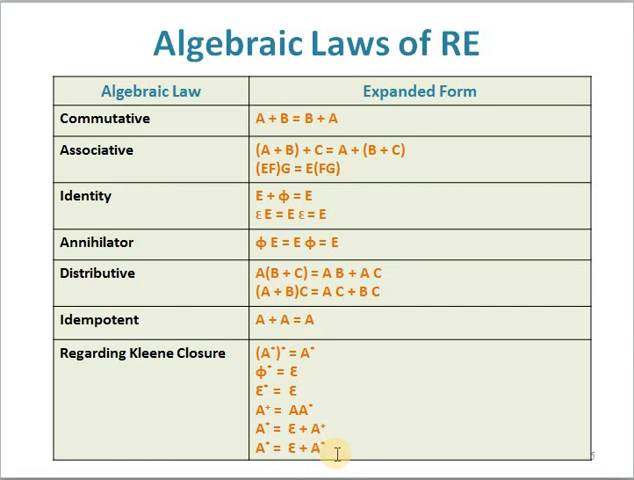 Algebraic Laws of RE
Algebraic Law Expanded Form
Commutative A + B = B + A
Associative (A + B) + C = A + (B + C)
(EF)G = E(FG)
Identity E + ф = E
ε E = E ε = E
Annihilator ф E = E ф = E
Distributive A(B + C) = A B + A C
(A + B)C = A C + B C
Idempotent A + A = A
Regarding Kleene Closure (A*)* = A*
ф* = ε
ε* = ε
A⁺ = AA*
A* = ε + A⁺
A* = ε + A*